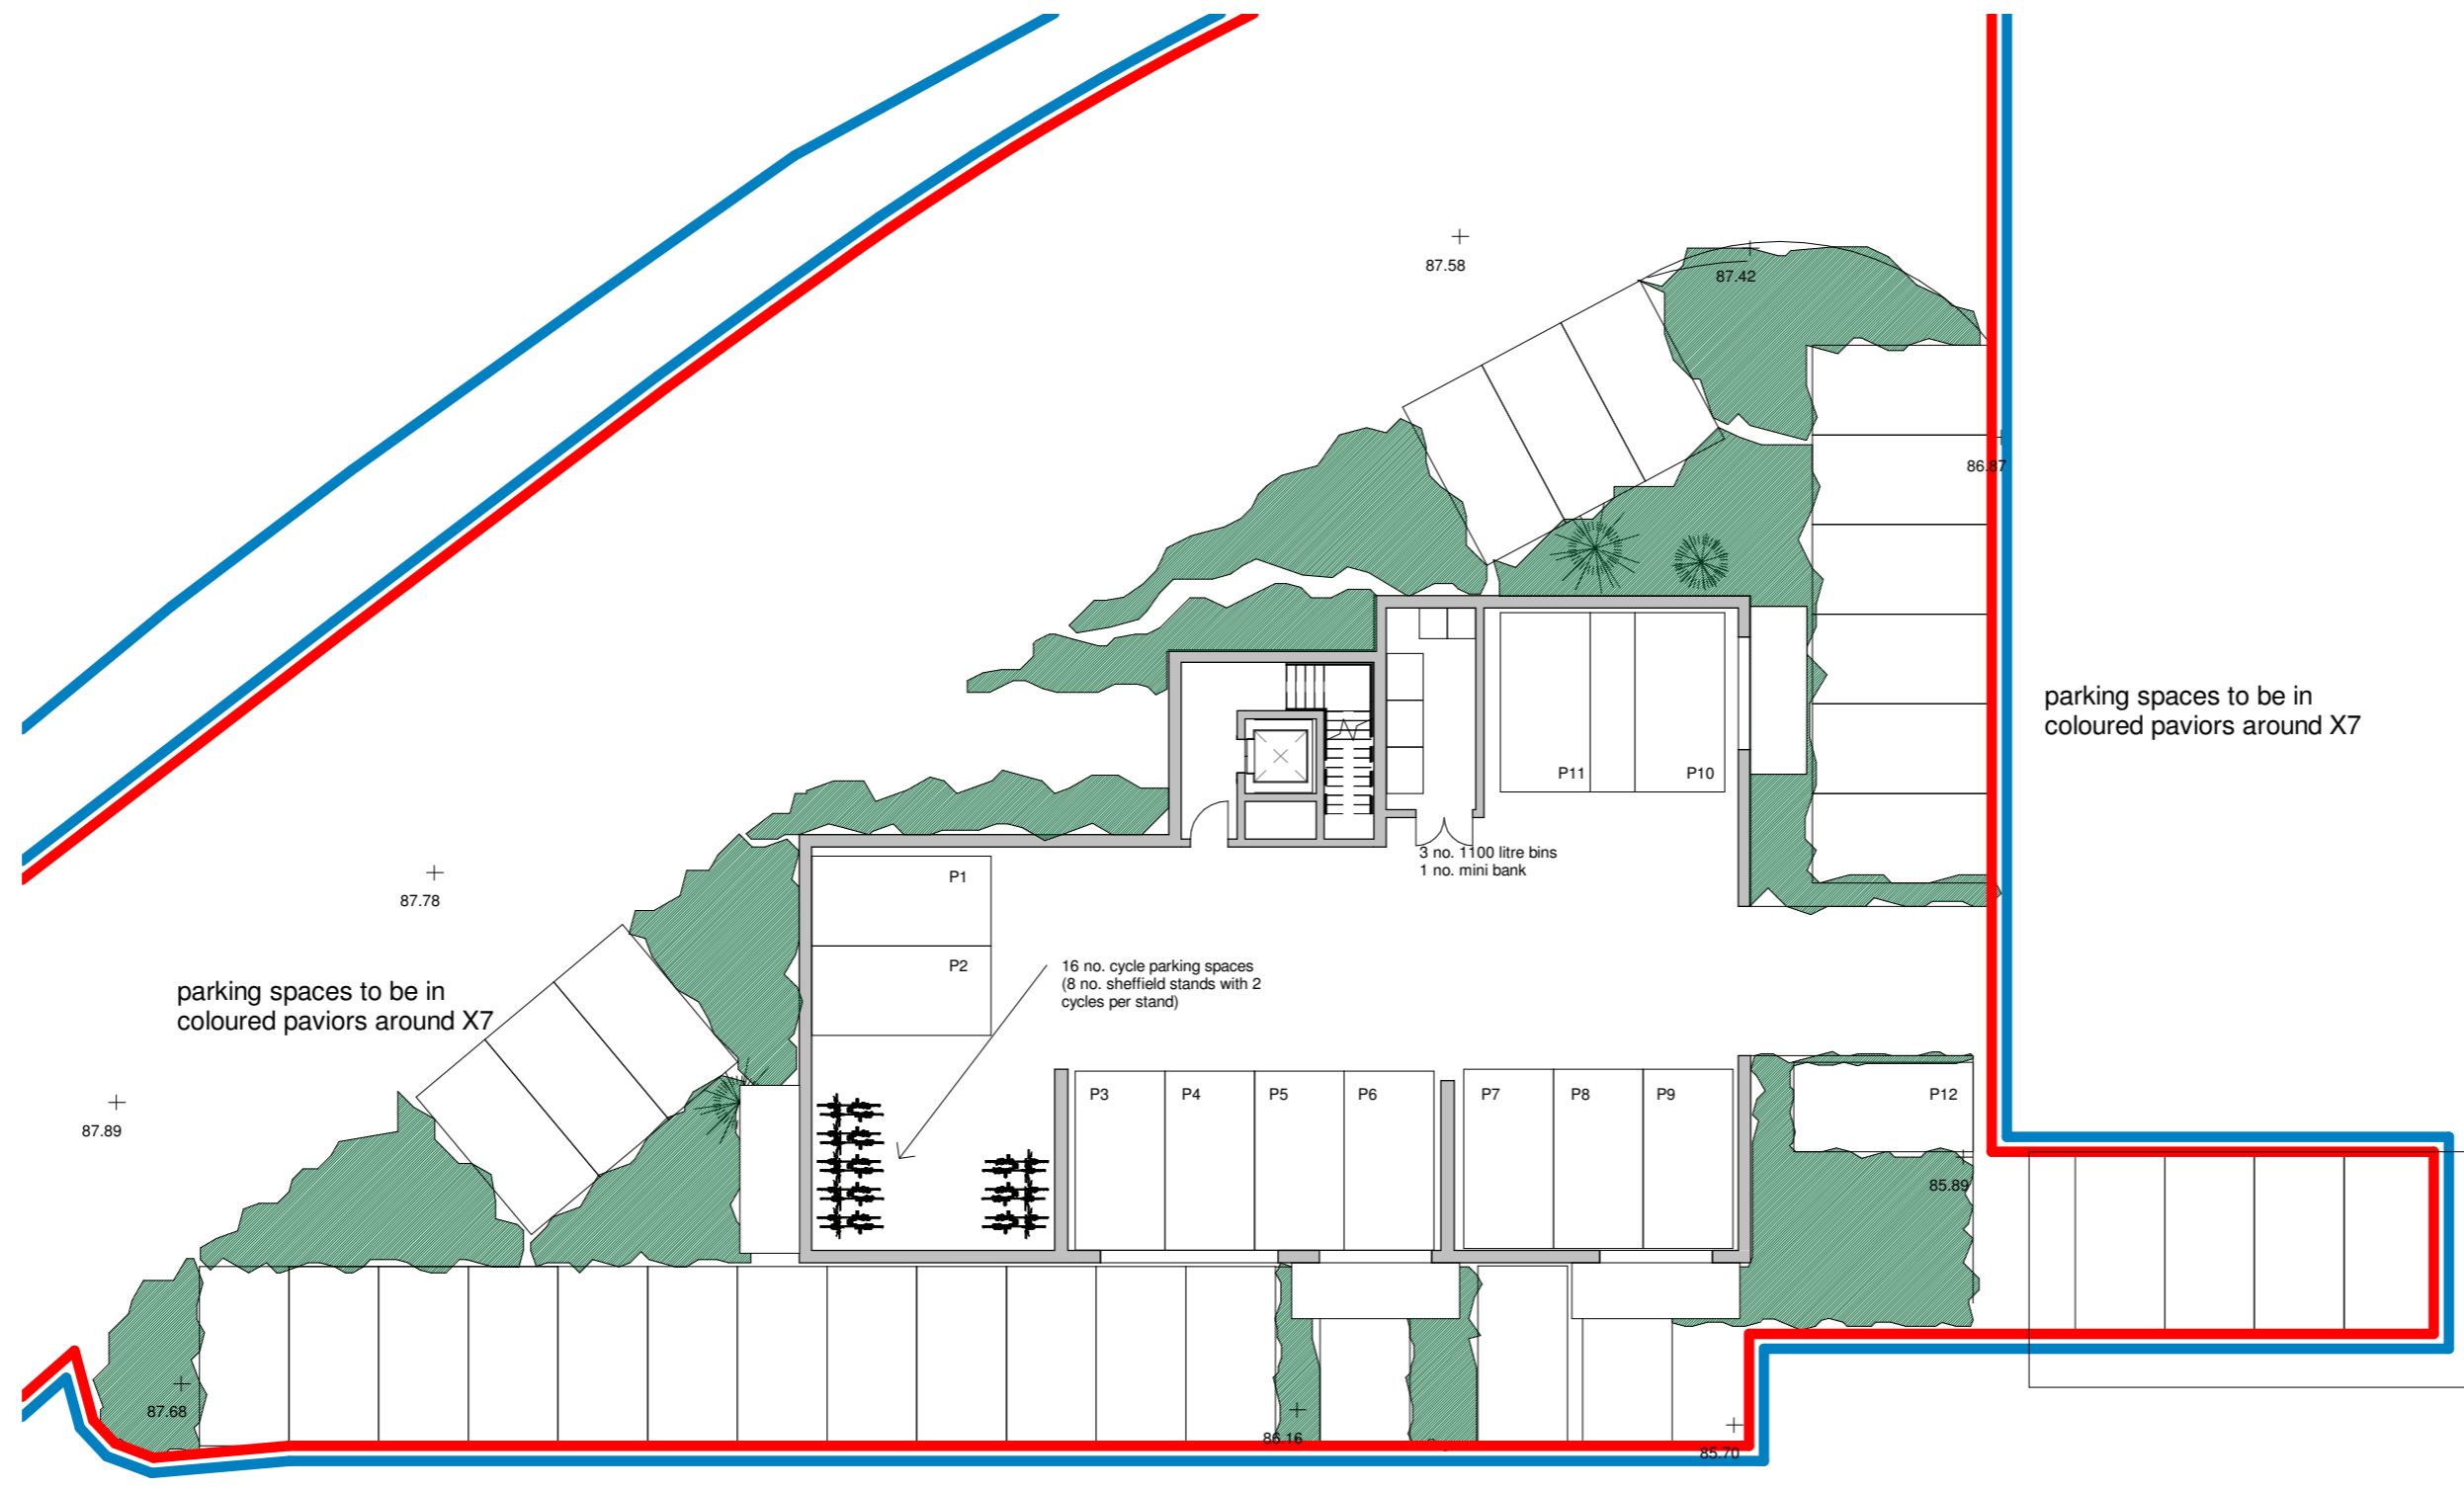 87.58
87.42
86.87
parking spaces to be in
coloured paviors around X7
P11
P10
3 no. 1100 litre bins
1 no. mini bank
P1
87.78
P2
16 no. cycle parking spaces
(8 no. sheffield stands with 2
cycles per stand)
parking spaces to be in
coloured paviors around X7
87.89
P3
P4
P5
P6
P7
P8
P9
P12
85.89
87.68
86.16
85.70